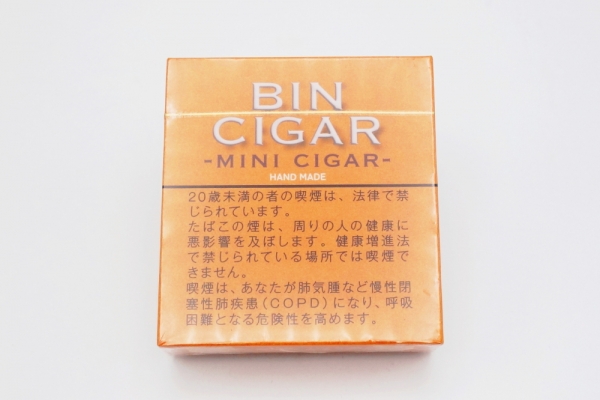 BIN
CIGAR
-MINI CIGAR-
HAND MADE
20歳未満の者の喫煙は、法律で禁
じられています。
たばこの煙は、周りの人の健康に
悪影響を及ぼします。健康増進法
で禁じられている場所では喫煙で
きません。
喫煙は、あなたが肺気腫など慢性閉
塞性肺疾患(COPD)になり、呼吸
困難となる危険性を高めます。